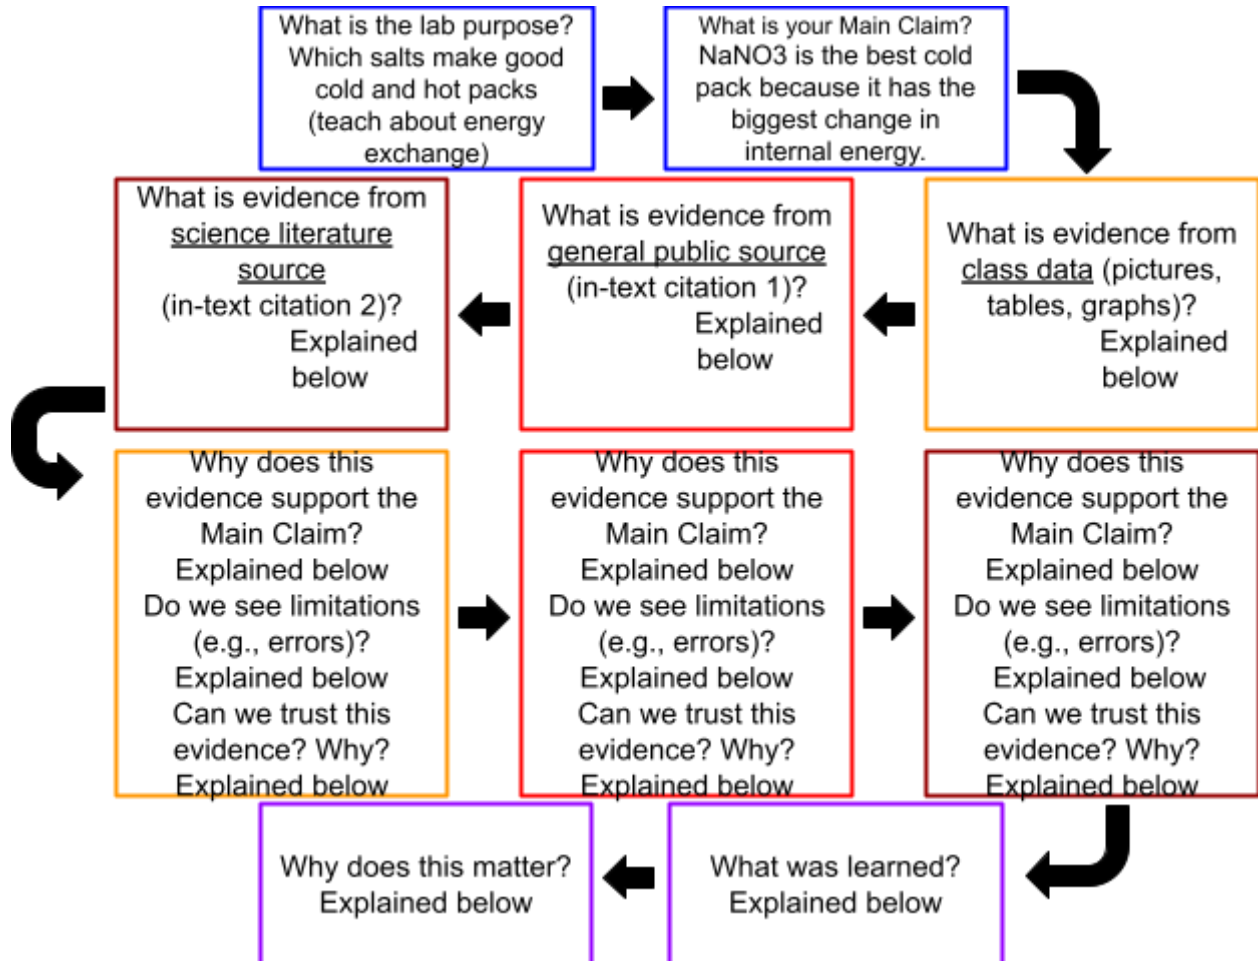 What is the lab purpose?
Which salts make good
cold and hot packs
(teach about energy
exchange)
What is your Main Claim?
NaNO3 is the best cold
pack because it has the
biggest change in
internal energy.
What is evidence from
class data (pictures,
tables, graphs)?
Explained
below
What is evidence from
general public source
(in-text citation 1)?
Explained
below
What is evidence from
science literature
source
(in-text citation 2)?
Explained
below
Why does this
evidence support the
Main Claim?
Explained below
Do we see limitations
(e.g., errors)?
Explained below
Can we trust this
evidence? Why?
Explained below
Why does this
evidence support the
Main Claim?
Explained below
Do we see limitations
(e.g., errors)?
Explained below
Can we trust this
evidence? Why?
Explained below
Why does this
evidence support the
Main Claim?
Explained below
Do we see limitations
(e.g., errors)?
Explained below
Can we trust this
evidence? Why?
Explained below
What was learned?
Explained below
Why does this matter?
Explained below